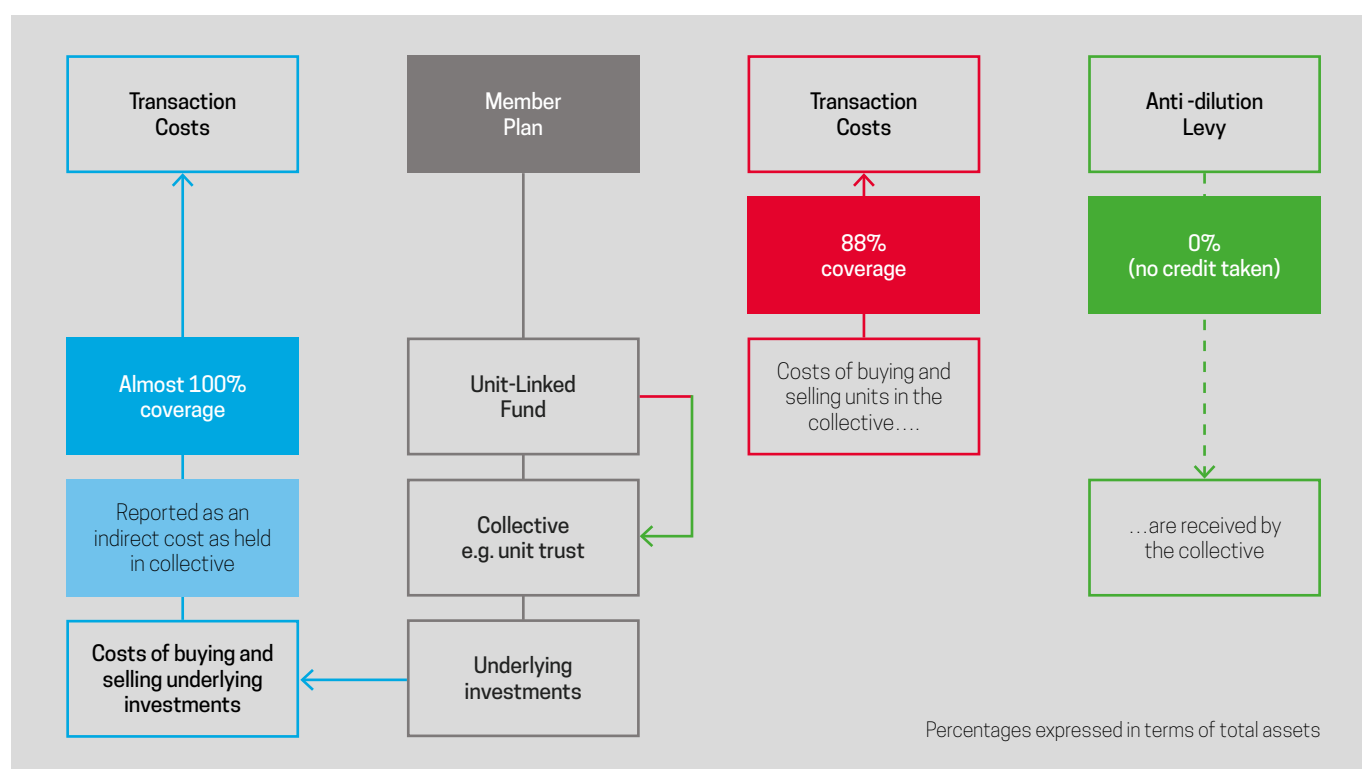 Transaction
Costs
Member
Plan
Transaction
Costs
Anti -dilution
Levy
88%
coverage
0%
(no credit taken)
Almost 100%
coverage
Unit-Linked
Fund
Costs of buying and
selling units in the
collective….
Reported as an
indirect cost as held
in collective
Collective
e.g. unit trust
…are received by
the collective
Costs of buying and
selling underlying
investments
Underlying
investments
Percentages expressed in terms of total assets